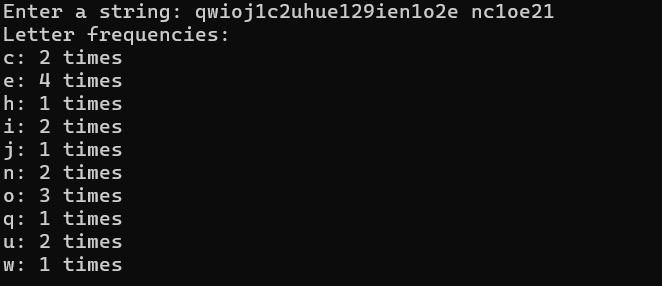 Enter a string: qwioj1c2uhue129ien1o2e nc1oe21
Letter frequencies:
c: 2 times
e: 4 times
h: 1 times
i: 2 times
j: 1 times
n: 2 times
o: 3 times
q: 1 times
u: 2 times
w: 1 times